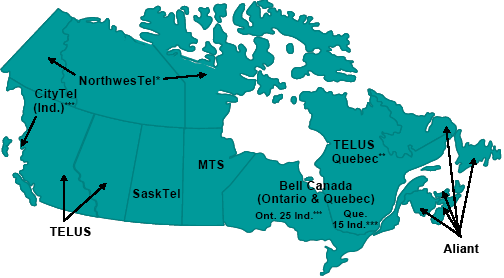 NorthwesTel*
CityTel
(Ind.)***
TELUS
Quebec**
MTS
SaskTel
Bell Canada
(Ontario & Quebec)
Ont. 25 Ind.***
Que.
15 Ind.***
TELUS
Aliant